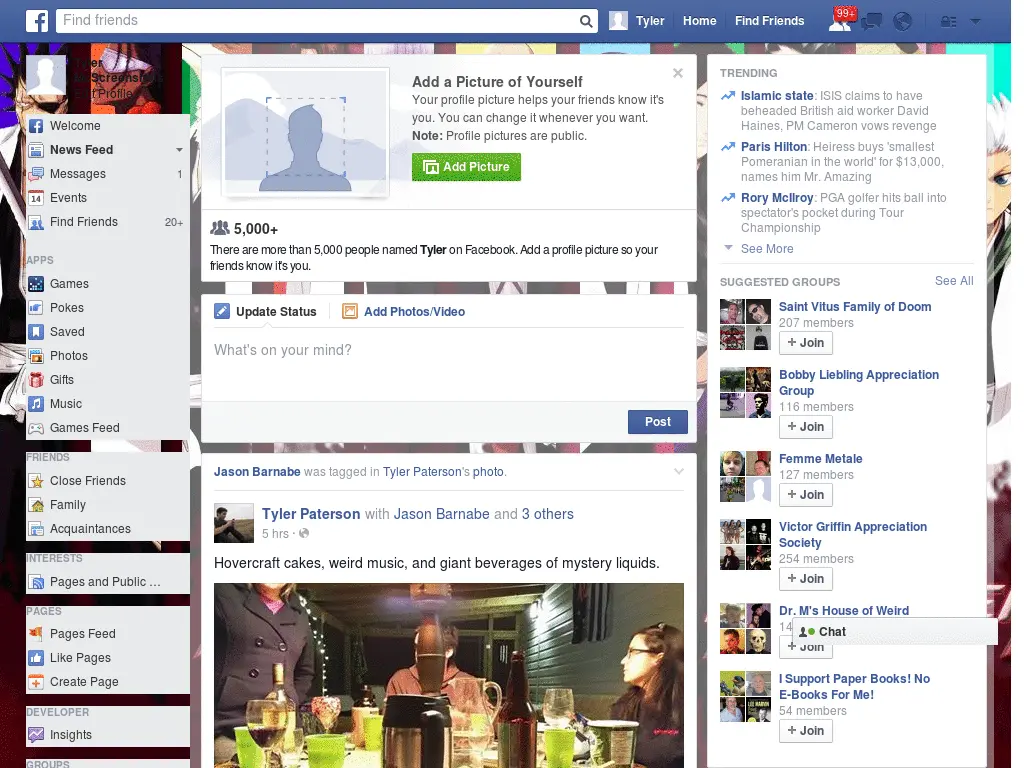 Find friends
Tyler
Home
Find Friends
99+
Tyler
Edit Profile
Welcome
News Feed
Messages 1
14 Events
Find Friends 20+
APPS
Games
Pokes
Saved
Photos
Gifts
Music
Games Feed
FRIENDS
Close Friends
Family
Acquaintances
INTERESTS
Pages and Public ...
PAGES
Pages Feed
Like Pages
Create Page
DEVELOPER
Insights
GROUPS
Add a Picture of Yourself
Your profile picture helps your friends know it's
you. You can change it whenever you want.
Note: Profile pictures are public.
Add Picture
5,000+
There are more than 5,000 people named Tyler on Facebook. Add a profile picture so your
friends know it's you.
Update Status
Add Photos/Video
What's on your mind?
Post
Jason Barnabe was tagged in Tyler Paterson's photo.
Tyler Paterson with Jason Barnabe and 3 others
5 hrs ·
Hovercraft cakes, weird music, and giant beverages of mystery liquids.
TRENDING
Islamic state: ISIS claims to have
beheaded British aid worker David
Haines, PM Cameron vows revenge
Paris Hilton: Heiress buys 'smallest
Pomeranian in the world' for $13,000,
names him Mr. Amazing
Rory McIlroy: PGA golfer hits ball into
spectator's pocket during Tour
Championship
See More
SUGGESTED GROUPS See All
Saint Vitus Family of Doom
207 members
+ Join
Bobby Liebling Appreciation
Group
116 members
+ Join
Femme Metale
127 members
+ Join
Victor Griffin Appreciation
Society
254 members
+ Join
Dr. M's House of Weird
Chat
+ Join
I Support Paper Books! No
E-Books For Me!
54 members
+ Join